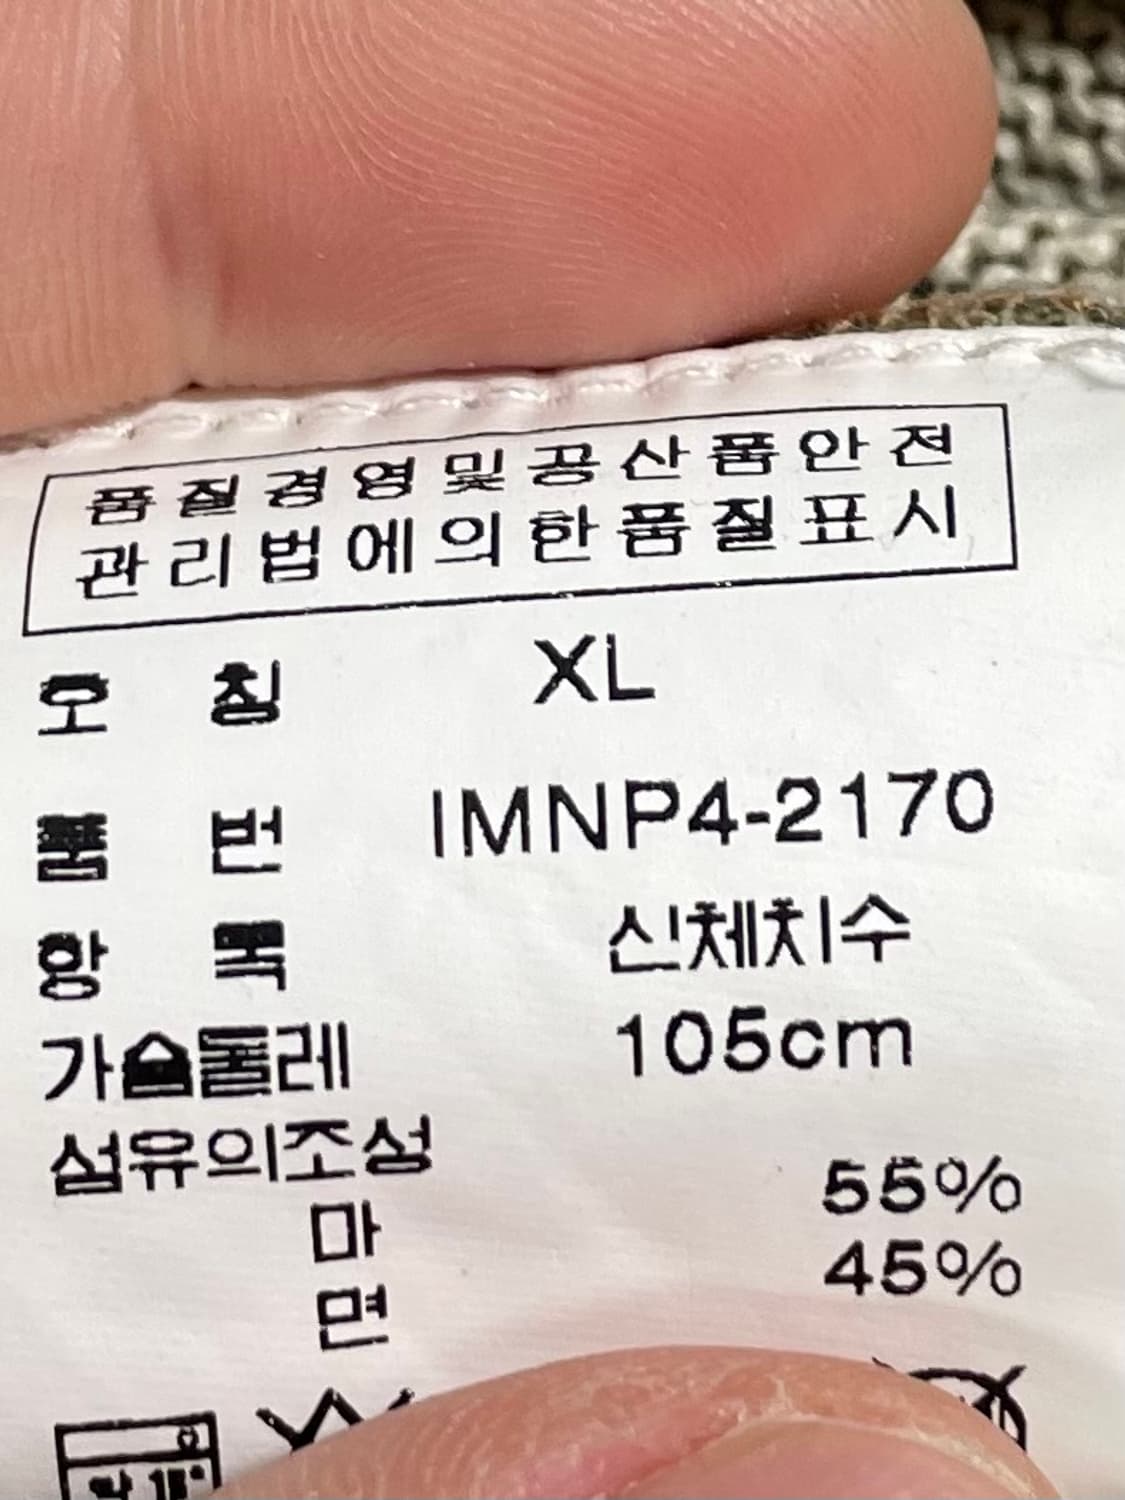 품질경영및공산품안전
관리법에의한품질표시
호 칭 XL
품 번 IMNP4-2170
항 목 신체치수
가슴둘레 105cm
섬유의조성
마 55%
면 45%